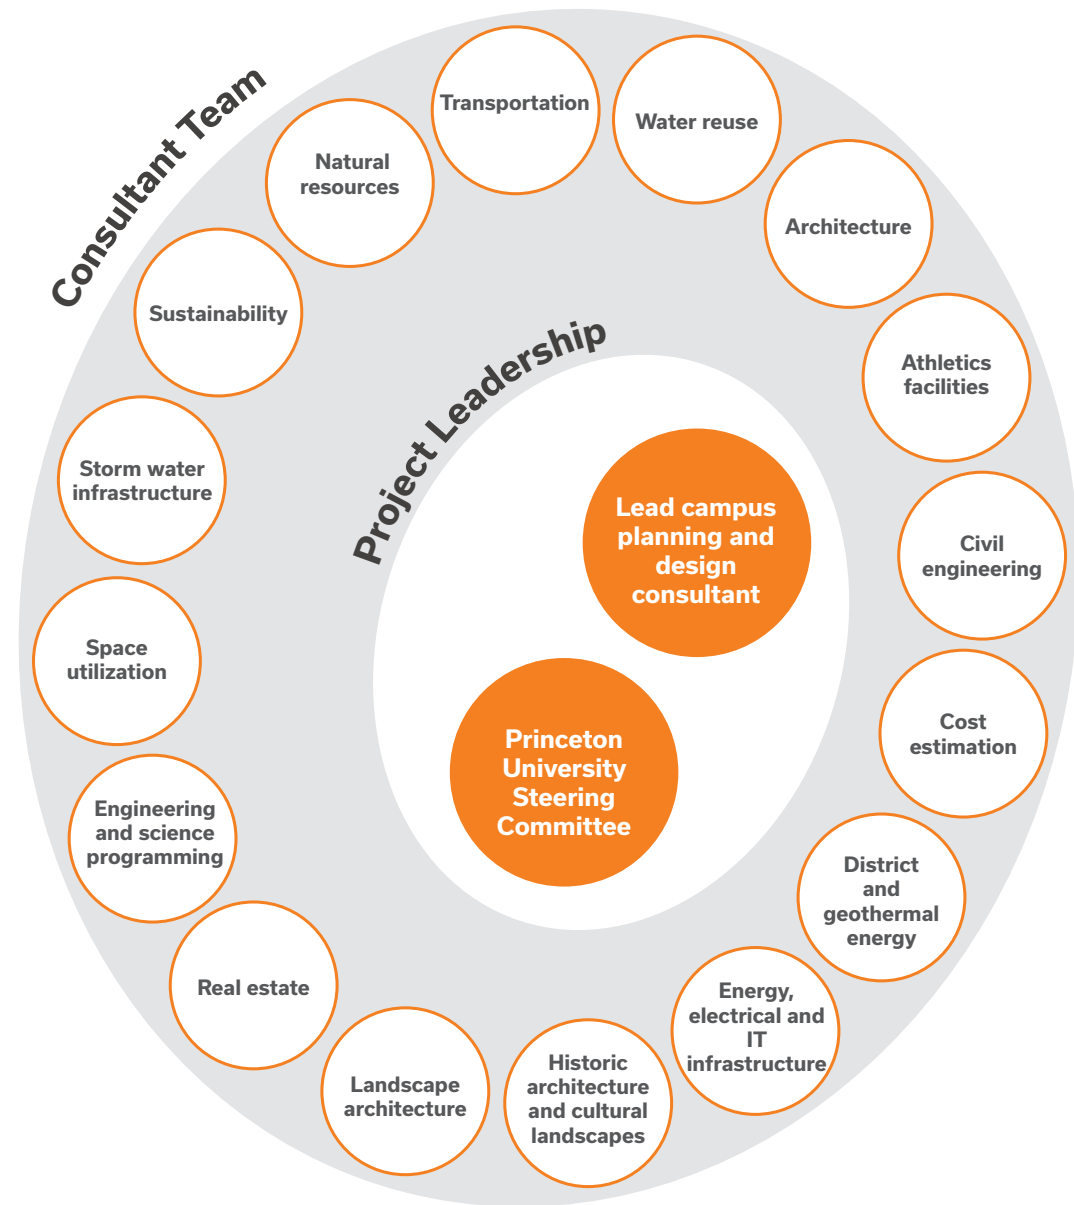 Consultant Team
Transportation
Water reuse
Architecture
Athletics
facilities
Civil
engineering
Cost
estimation
District
and
geothermal
energy
Energy,
electrical and
IT
infrastructure
Historic
architecture
and cultural
landscapes
Landscape
architecture
Real estate
Engineering
and science
programming
Space
utilization
Storm water
infrastructure
Sustainability
Natural
resources
Project Leadership
Lead campus
planning and
design
consultant
Princeton
University
Steering
Committee